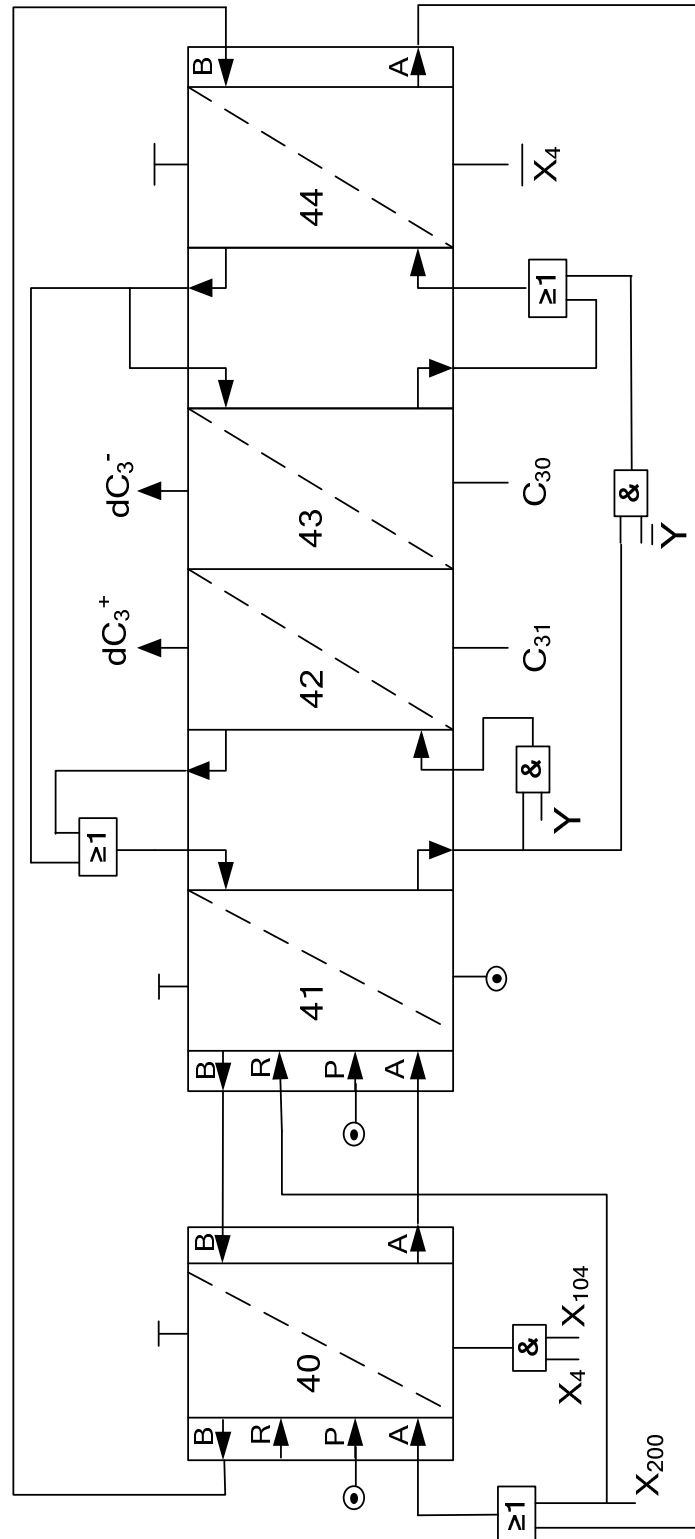 B
A
44
X̅₄
≥1
dC₃⁻
43
C₃₀
&
Y̅
dC₃⁺
42
C₃₁
&
Y
≥1
41
B
R
P
A
B
A
40
&
X₁₀₄
X₄
B
R
P
A
≥1
X₂₀₀